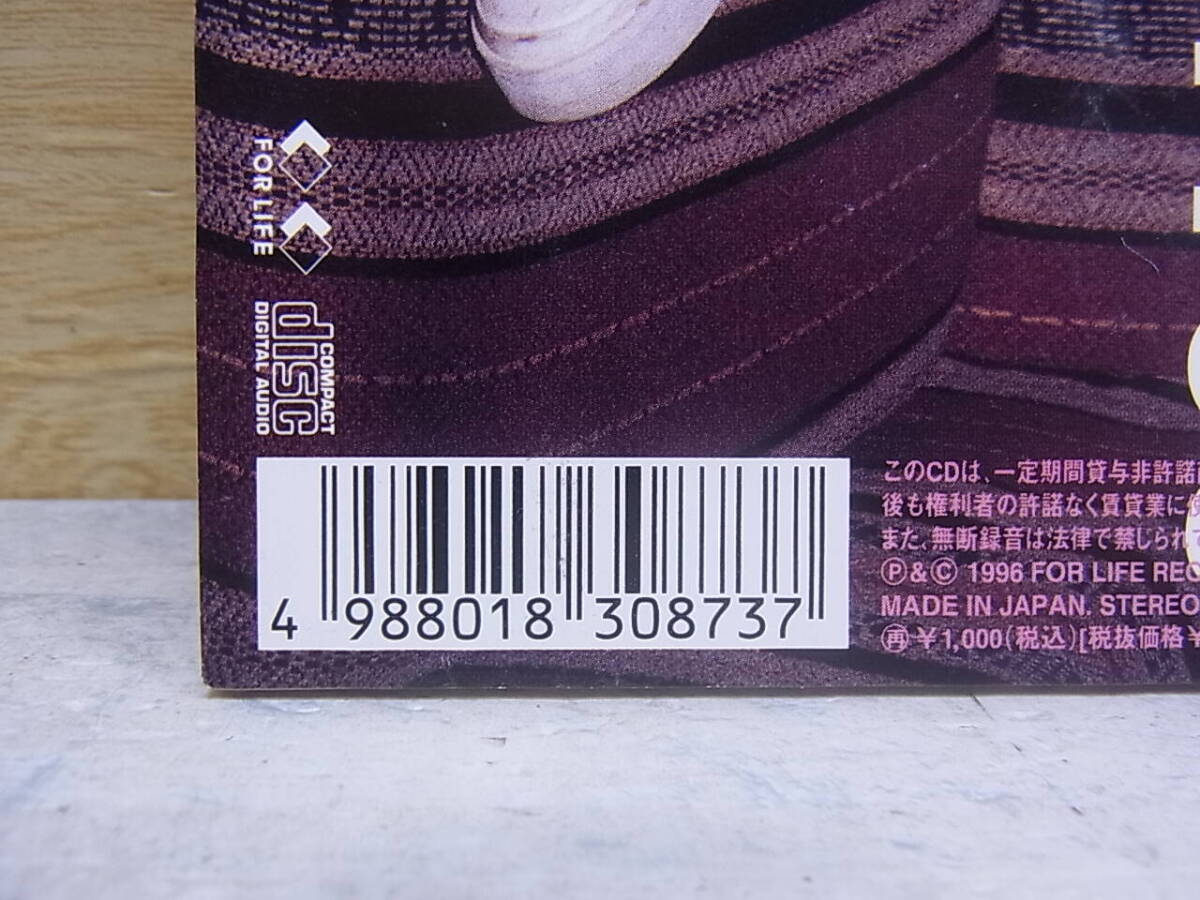 FOR LIFE
COMPACT
disc
DIGITAL AUDIO
4 988018 308737
このCDは、一定期間貸与非許諾
後も権利者の許諾なく賃貸業に
また、無断録音は法律で禁じられ
Ⓟ&Ⓒ 1996 FOR LIFE
MADE IN JAPAN. STEREO
㊢ ¥1,000(税込)[税抜価格